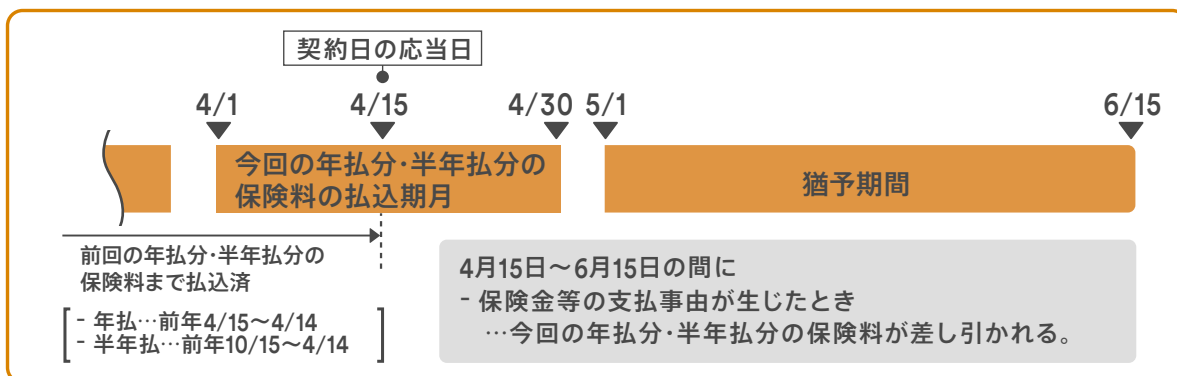 契約日の応当日
4/1
4/15
4/30
5/1
6/15
今回の年払分･半年払分の
保険料の払込期月
猶予期間
前回の年払分･半年払分の
保険料まで払込済
- 年払…前年4/15～4/14
- 半年払…前年10/15～4/14
4月15日～6月15日の間に
- 保険金等の支払事由が生じたとき
…今回の年払分･半年払分の保険料が差し引かれる。